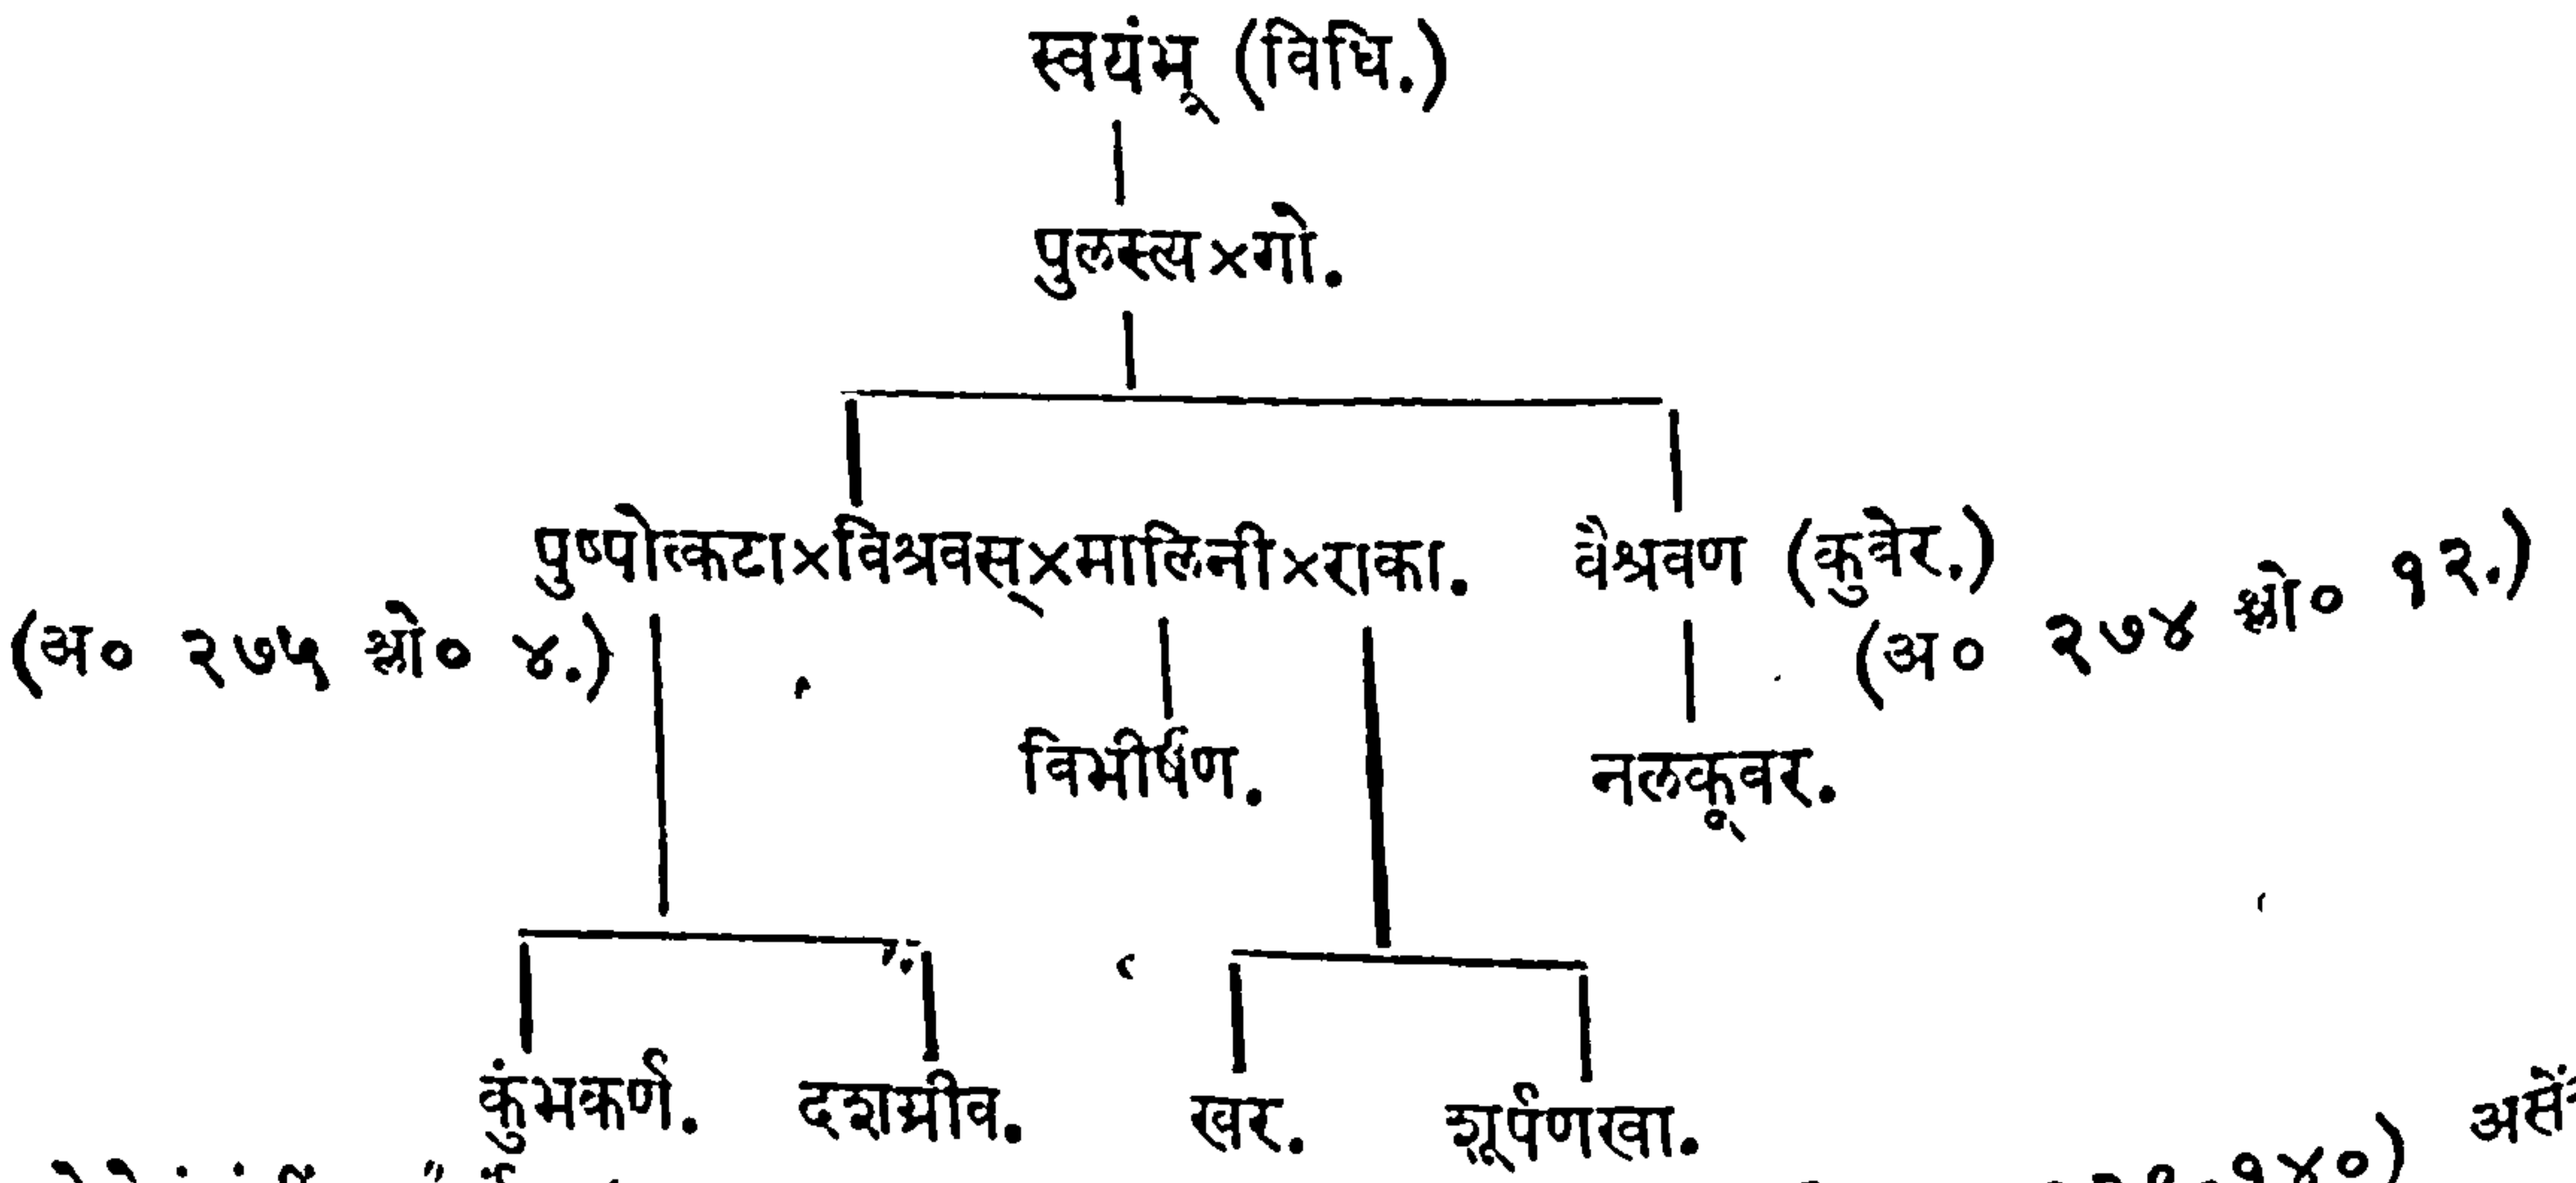 स्वयंभू (विधि.)
पुलस्त्य×गो.
पुष्पोत्कटा×विश्रवस्×मालिनी×राका. वैश्रवण (कुबेर.)
(अ० २७५ श्लो० ४.) (अ० २७४ श्लो० १२.)
विभीर्षण. नलकूबर.
कुंभकर्ण. दशग्रीव. खर. शूर्पणखा.